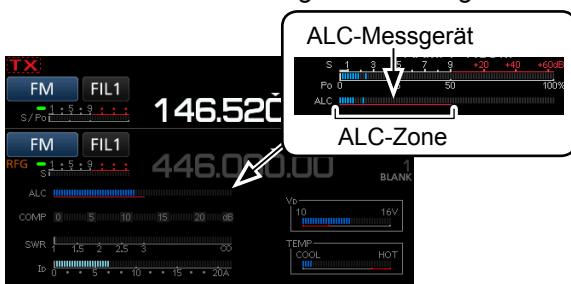 ALC-Messgerät
S 1 3 5 7 9 +20 +40 +60dB
Po 0 50 100%
ALC
ALC-Zone
TX
FM FIL1
S/Po 1 5 9
146.520
FM FIL1
RFG
S 1 5 9
446.000.00
1
BLANK
ALC
COMP 0 5 10 15 20 dB
SWR 1 1.5 2 2.5 3 ∞
ID 0 5 10 15 20A
VD
10 16V
TEMP
COOL HOT